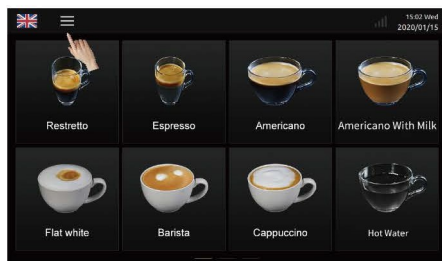 15:02 Wed
2020/01/15
Restretto
Espresso
Americano
Americano With Milk
Flat white
Barista
Cappuccino
Hot Water